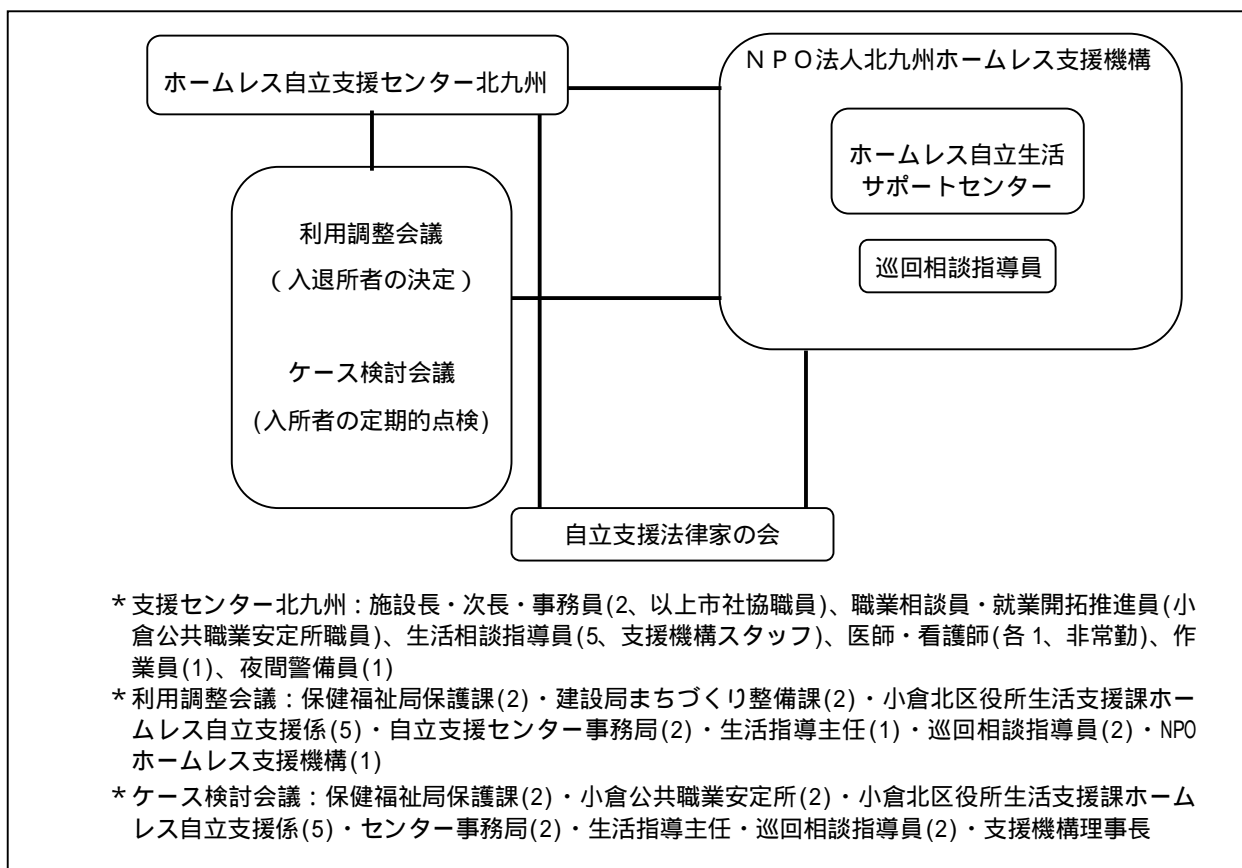 ホームレス自立支援センター北九州
ＮＰＯ法人北九州ホームレス支援機構
ホームレス自立生活
サポートセンター
巡回相談指導員
利用調整会議
(入退所者の決定)
ケース検討会議
(入所者の定期的点検)
自立支援法律家の会
＊支援センター北九州：施設長・次長・事務員(2、以上市社協職員)、職業相談員・就業開拓推進員(小
倉公共職業安定所職員)、生活相談指導員(5、支援機構スタッフ)、医師・看護師(各1、非常勤)、作
業員(1)、夜間警備員(1)
＊利用調整会議：保健福祉局保護課(2)・建設局まちづくり整備課(2)・小倉北区役所生活支援課ホー
ムレス自立支援係(5)・自立支援センター事務局(2)・生活指導主任(1)・巡回相談指導員(2)・NPO
ホームレス支援機構(1)
＊ケース検討会議：保健福祉局保護課(2)・小倉公共職業安定所(2)・小倉北区役所生活支援課ホーム
レス自立支援係(5)・センター事務局(2)・生活指導主任・巡回相談指導員(2)・支援機構理事長